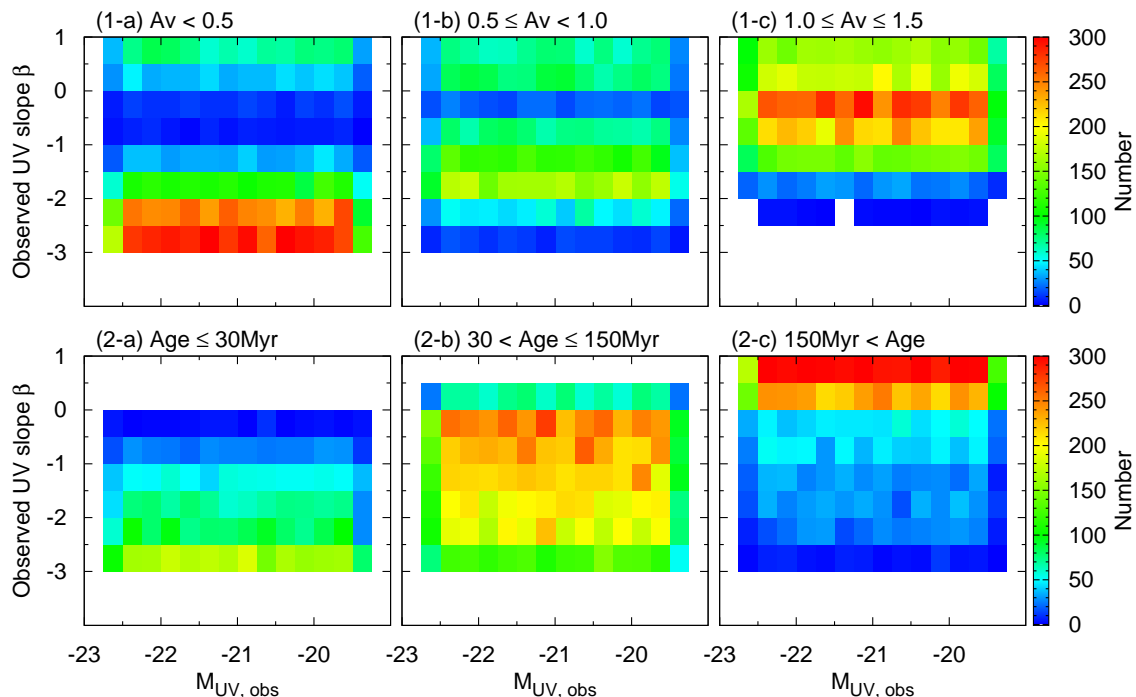 (1-a) Av < 0.5
(1-b) 0.5 ≤ Av < 1.0
(1-c) 1.0 ≤ Av ≤ 1.5
Observed UV slope β
1
0
-1
-2
-3
300
250
200
150
100
50
0
Number
(2-a) Age ≤ 30Myr
(2-b) 30 < Age ≤ 150Myr
(2-c) 150Myr < Age
Observed UV slope β
1
0
-1
-2
-3
300
250
200
150
100
50
0
Number
-23 -22 -21 -20
-23 -22 -21 -20
-23 -22 -21 -20
M_UV, obs
M_UV, obs
M_UV, obs